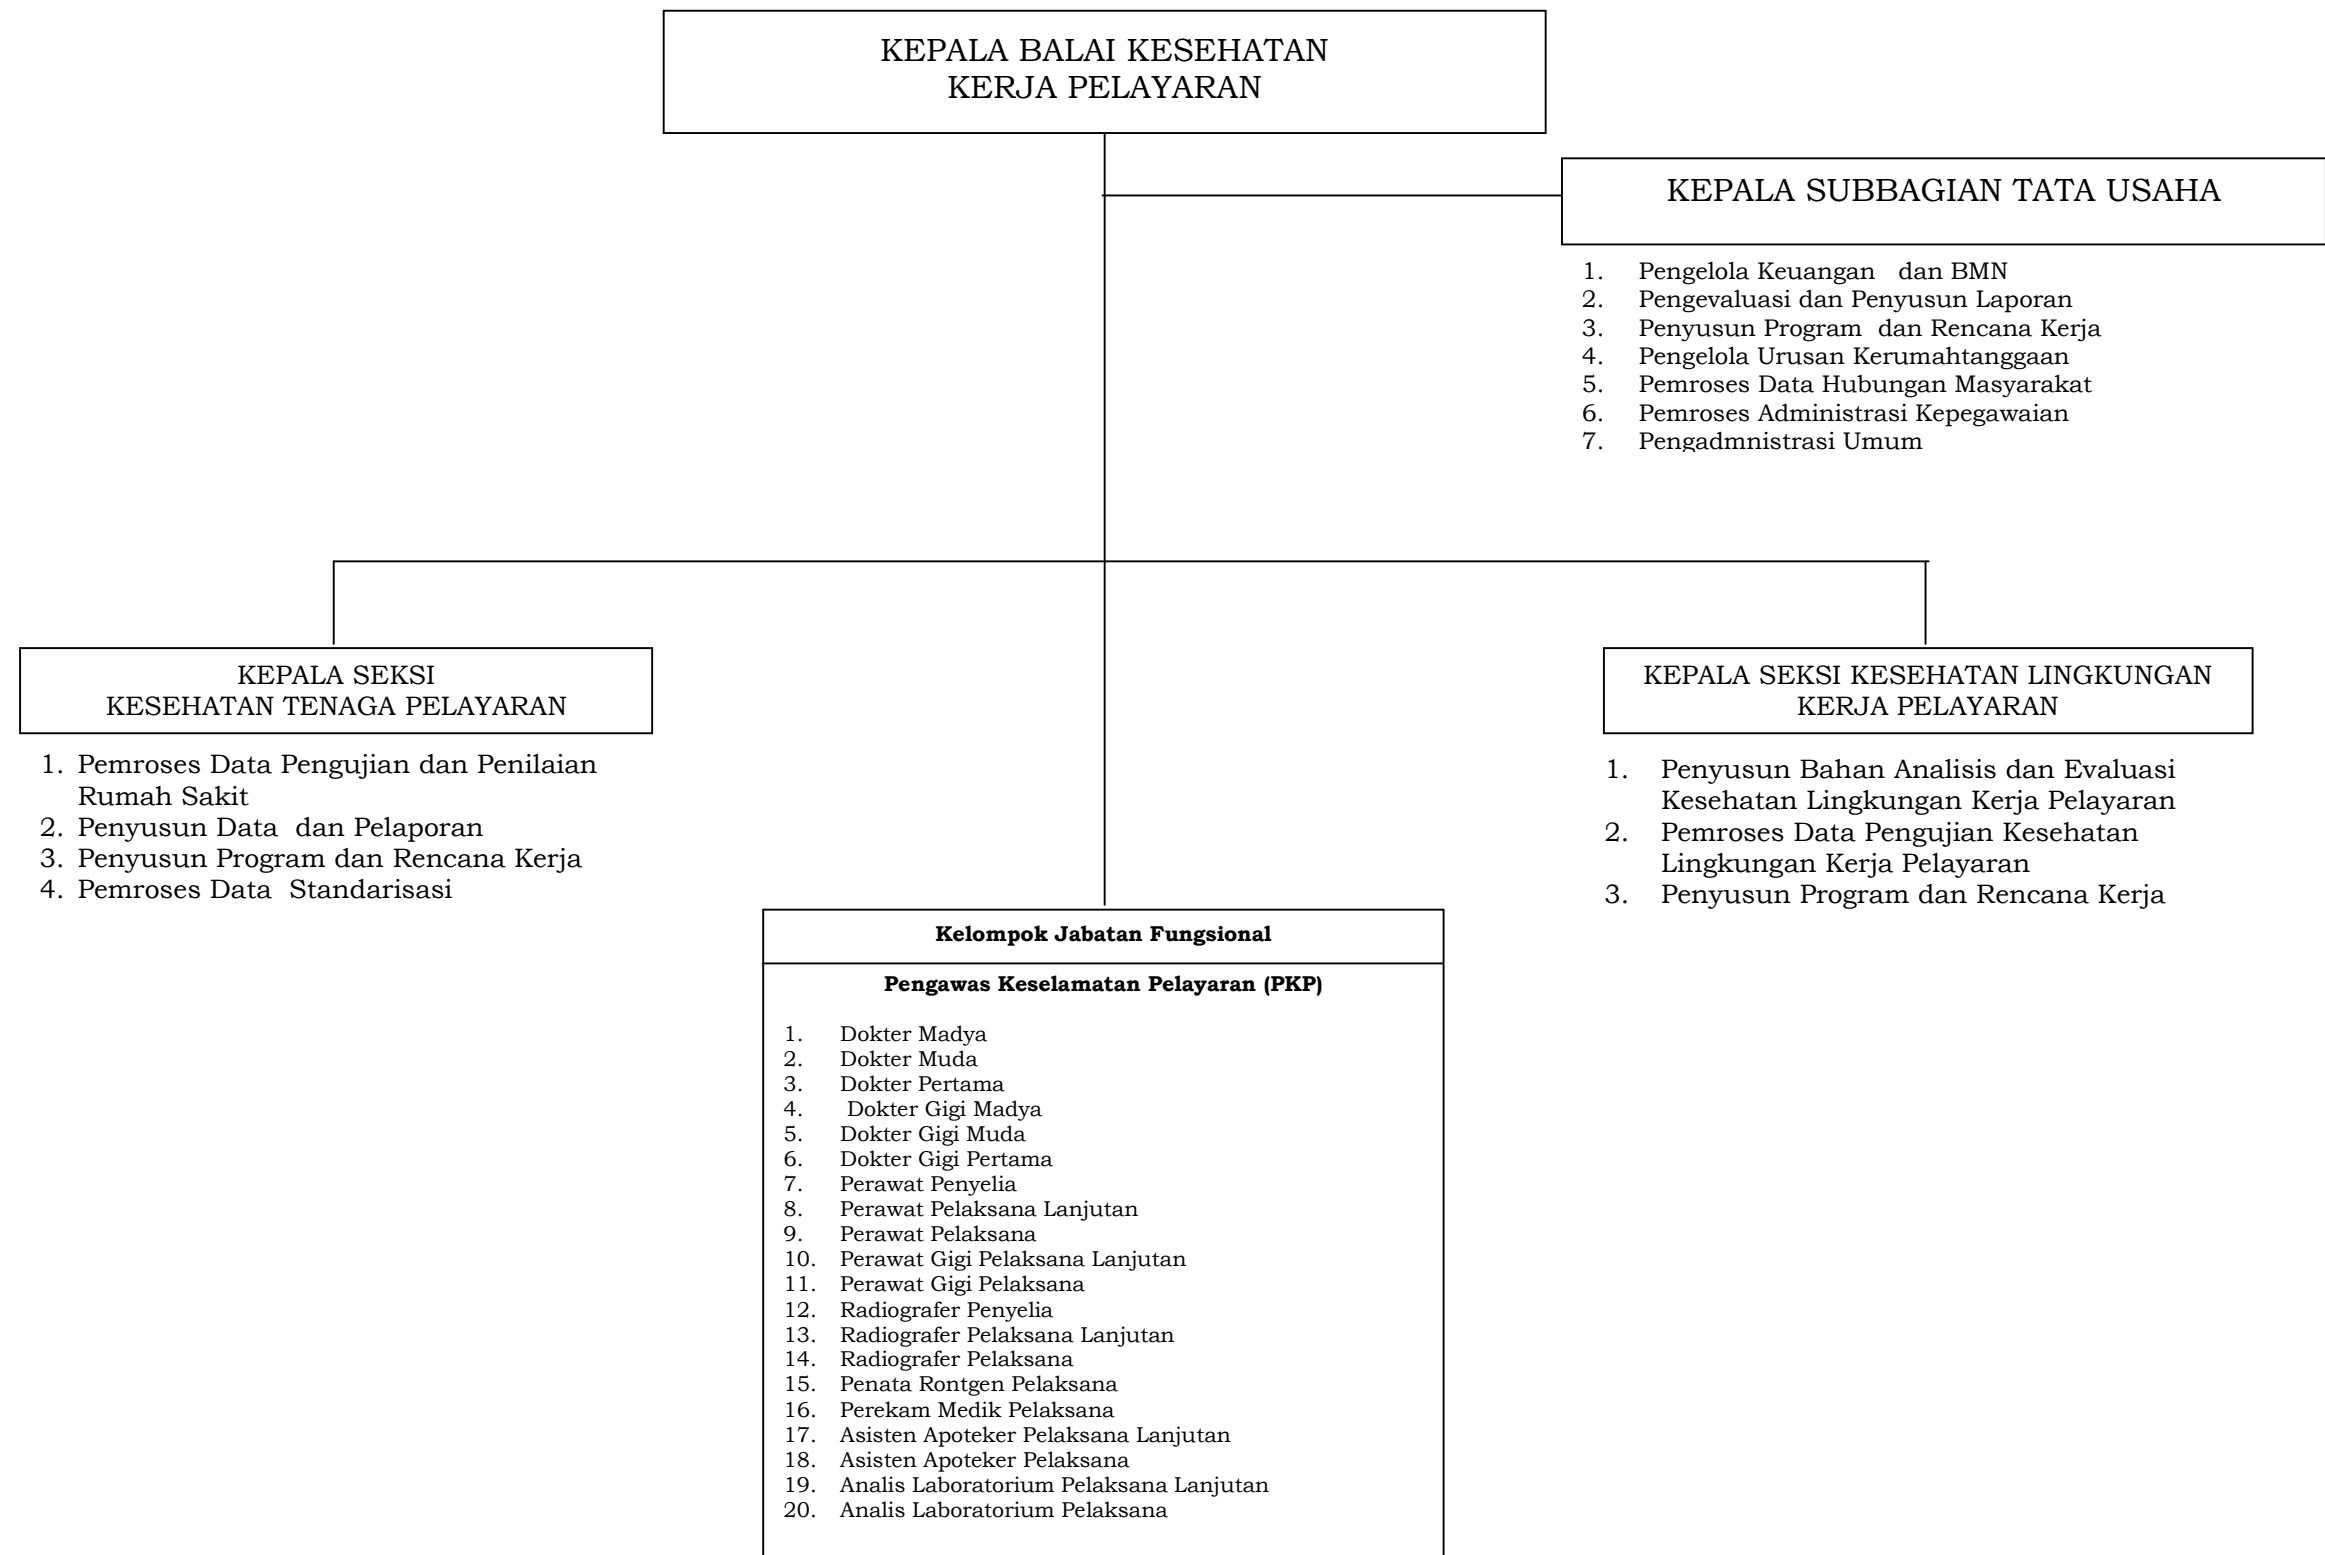 KEPALA BALAI KESEHATAN
KERJA PELAYARAN
KEPALA SUBBAGIAN TATA USAHA
1. Pengelola Keuangan dan BMN
2. Pengevaluasi dan Penyusun Laporan
3. Penyusun Program dan Rencana Kerja
4. Pengelola Urusan Kerumahtanggaan
5. Pemroses Data Hubungan Masyarakat
6. Pemroses Administrasi Kepegawaian
7. Pengadmnistrasi Umum
KEPALA SEKSI
KESEHATAN TENAGA PELAYARAN
1. Pemroses Data Pengujian dan Penilaian
Rumah Sakit
2. Penyusun Data dan Pelaporan
3. Penyusun Program dan Rencana Kerja
4. Pemroses Data Standarisasi
KEPALA SEKSI KESEHATAN LINGKUNGAN
KERJA PELAYARAN
1. Penyusun Bahan Analisis dan Evaluasi
Kesehatan Lingkungan Kerja Pelayaran
2. Pemroses Data Pengujian Kesehatan
Lingkungan Kerja Pelayaran
3. Penyusun Program dan Rencana Kerja
Kelompok Jabatan Fungsional
Pengawas Keselamatan Pelayaran (PKP)
1. Dokter Madya
2. Dokter Muda
3. Dokter Pertama
4. Dokter Gigi Madya
5. Dokter Gigi Muda
6. Dokter Gigi Pertama
7. Perawat Penyelia
8. Perawat Pelaksana Lanjutan
9. Perawat Pelaksana
10. Perawat Gigi Pelaksana Lanjutan
11. Perawat Gigi Pelaksana
12. Radiografer Penyelia
13. Radiografer Pelaksana Lanjutan
14. Radiografer Pelaksana
15. Penata Rontgen Pelaksana
16. Perekam Medik Pelaksana
17. Asisten Apoteker Pelaksana Lanjutan
18. Asisten Apoteker Pelaksana
19. Analis Laboratorium Pelaksana Lanjutan
20. Analis Laboratorium Pelaksana